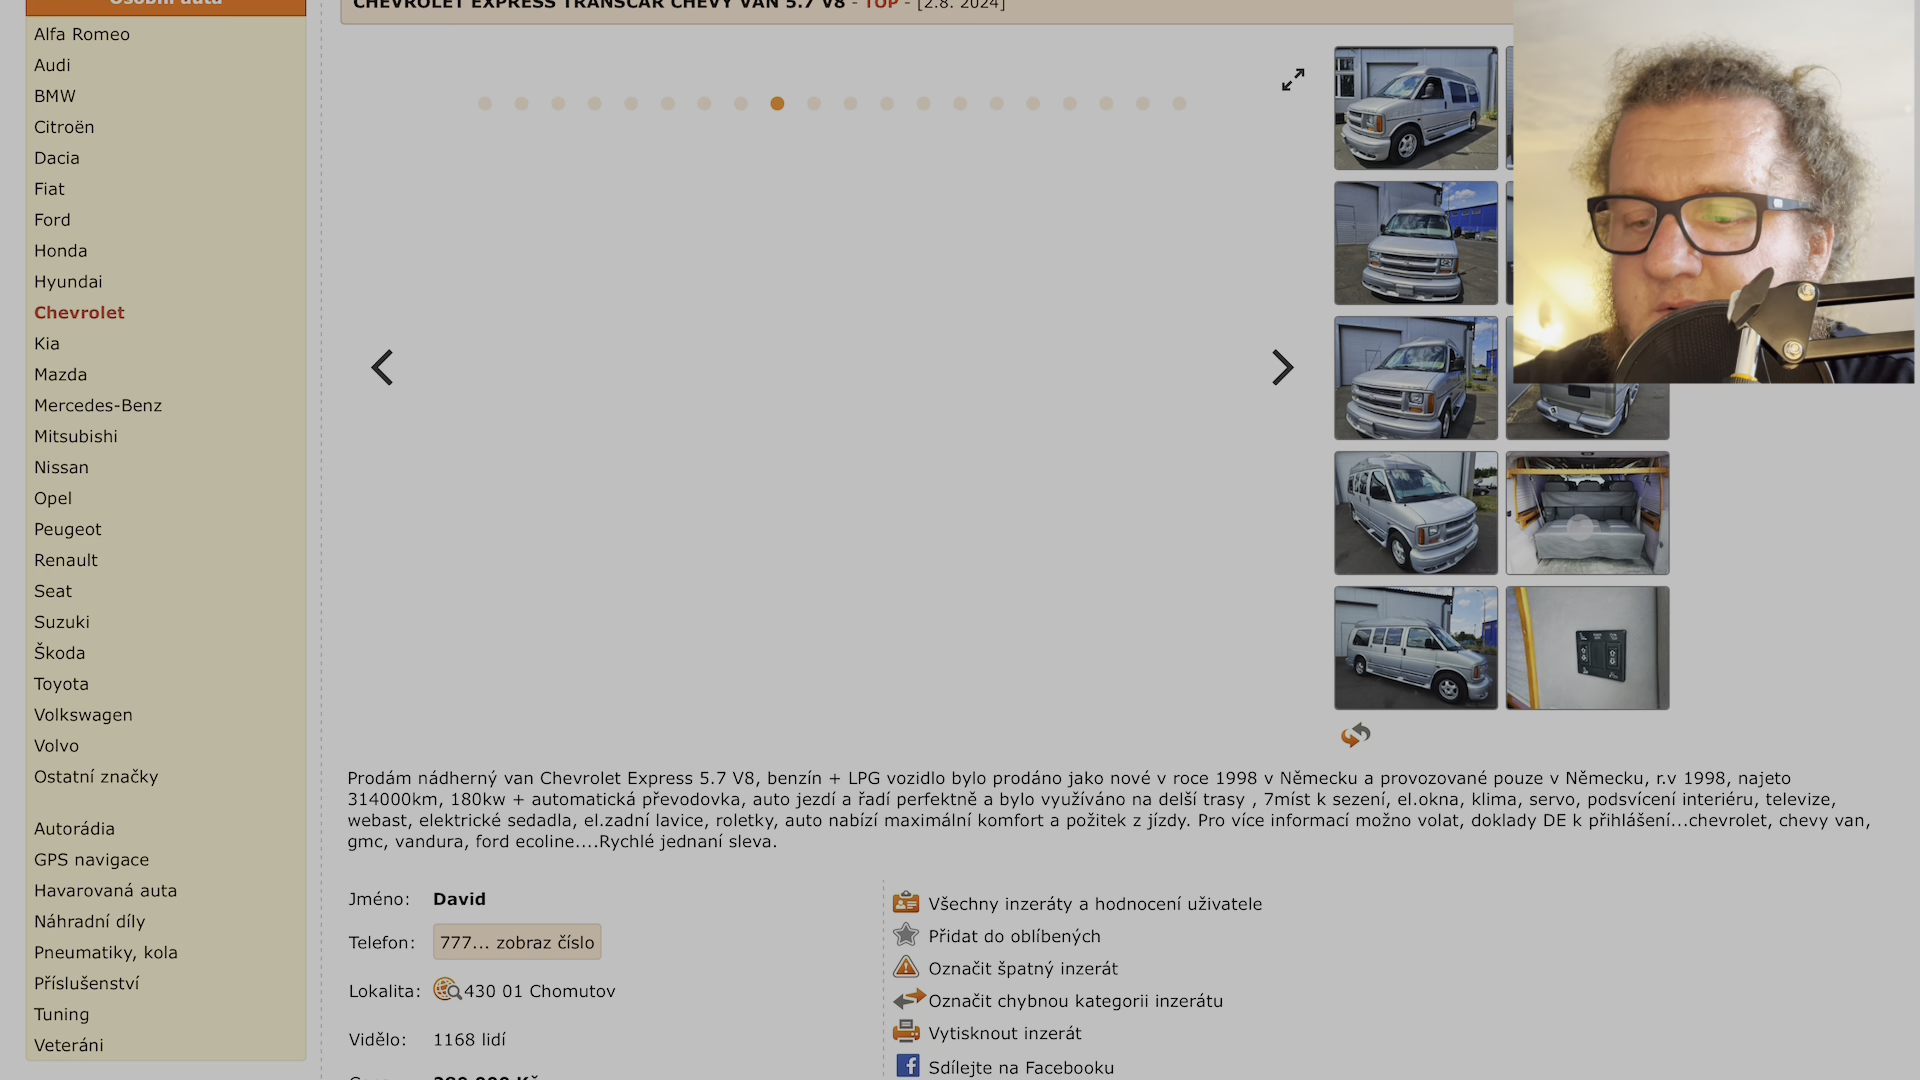 Osobní auta
Alfa Romeo
Audi
BMW
Citroën
Dacia
Fiat
Ford
Honda
Hyundai
Chevrolet
Kia
Mazda
Mercedes-Benz
Mitsubishi
Nissan
Opel
Peugeot
Renault
Seat
Suzuki
Škoda
Toyota
Volkswagen
Volvo
Ostatní značky
Autorádia
GPS navigace
Havarovaná auta
Náhradní díly
Pneumatiky, kola
Příslušenství
Tuning
Veteráni
CHEVROLET EXPRESS TRANSCAR CHEVY VAN 5.7 V8 - TOP - [2.8. 2024]
Prodám nádherný van Chevrolet Express 5.7 V8, benzín + LPG vozidlo bylo prodáno jako nové v roce 1998 v Německu a provozované pouze v Německu, r.v 1998, najeto
314000km, 180kw + automatická převodovka, auto jezdí a řadí perfektně a bylo využíváno na delší trasy , 7míst k sezení, el.okna, klima, servo, podsvícení interiéru, televize,
webast, elektrické sedadla, el.zadní lavice, roletky, auto nabízí maximální komfort a požitek z jízdy. Pro více informací možno volat, doklady DE k přihlášení...chevrolet, chevy van,
gmc, vandura, ford ecoline....Rychlé jednaní sleva.
Jméno: David
Telefon: 777... zobraz číslo
Lokalita: 430 01 Chomutov
Vidělo: 1168 lidí
Všechny inzeráty a hodnocení uživatele
Přidat do oblíbených
Označit špatný inzerát
Označit chybnou kategorii inzerátu
Vytisknout inzerát
Sdílejte na Facebooku